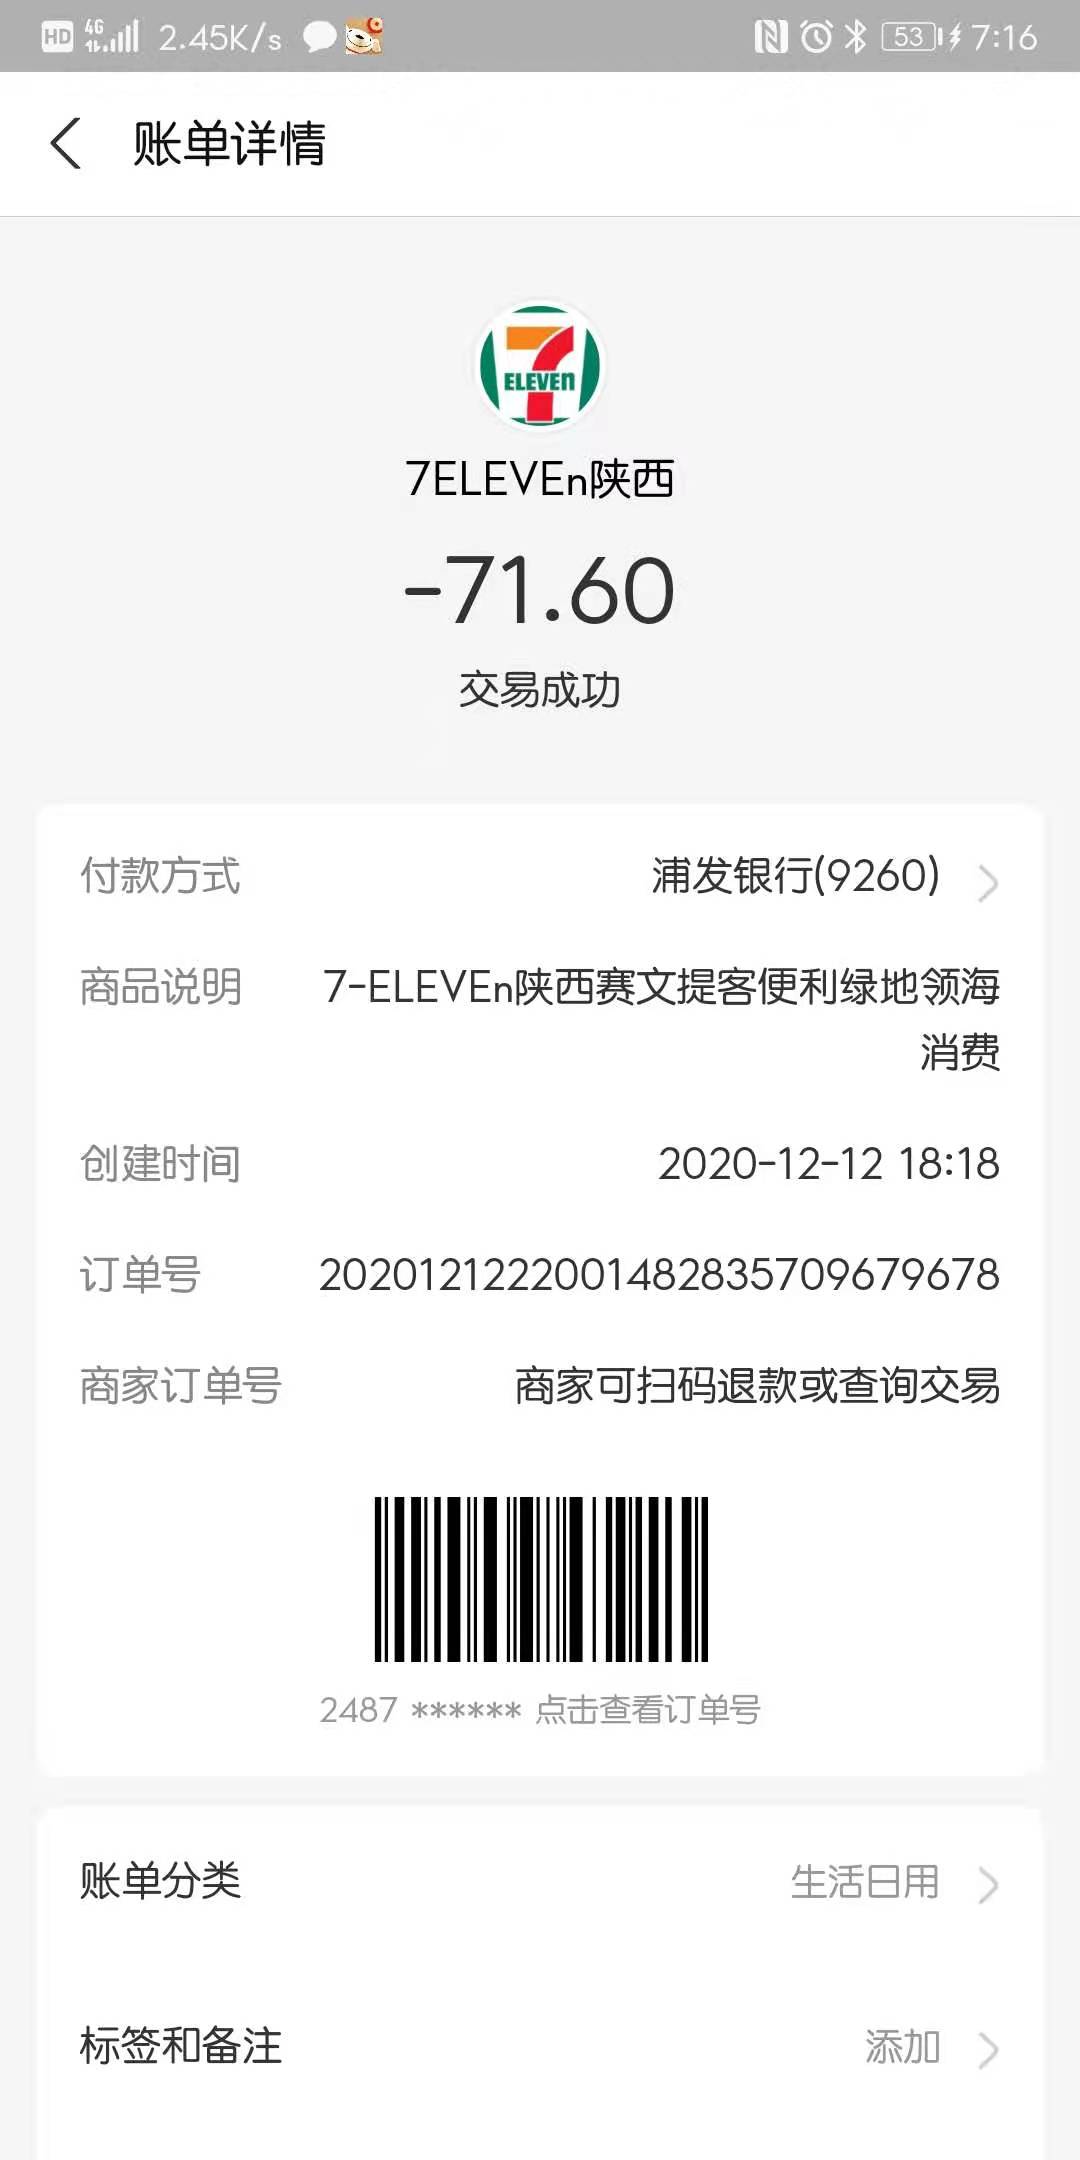 HD 4G 2.45K/s 53 7:16
账单详情
7 ELEVEn
7ELEVEn陕西
-71.60
交易成功
付款方式 浦发银行(9260)
商品说明 7-ELEVEn陕西赛文提客便利绿地领海
消费
创建时间 2020-12-12 18:18
订单号 2020121222001482835709679678
商家订单号 商家可扫码退款或查询交易
2487 ****** 点击查看订单号
账单分类 生活日用
标签和备注 添加